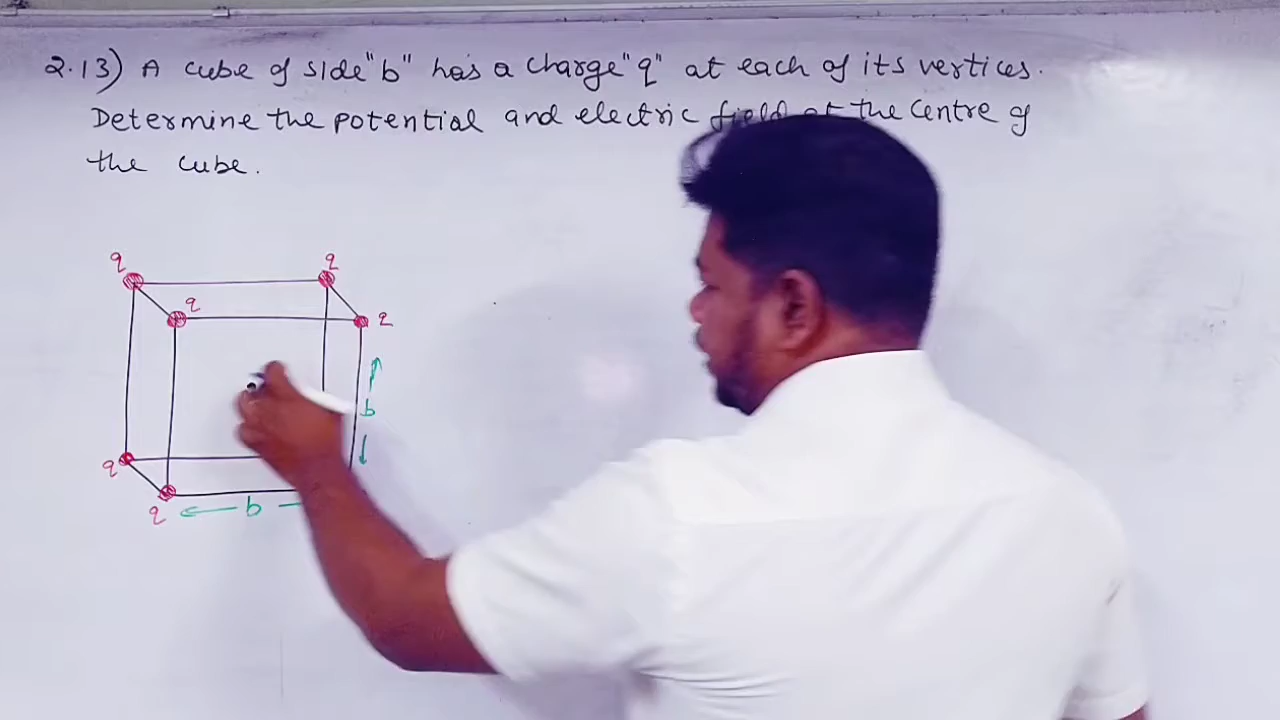 2.13) A cube of side "b" has a charge "q" at each of its vertices.
Determine the potential and electric field at the centre of
the cube.
q q
q q
b
q
q b